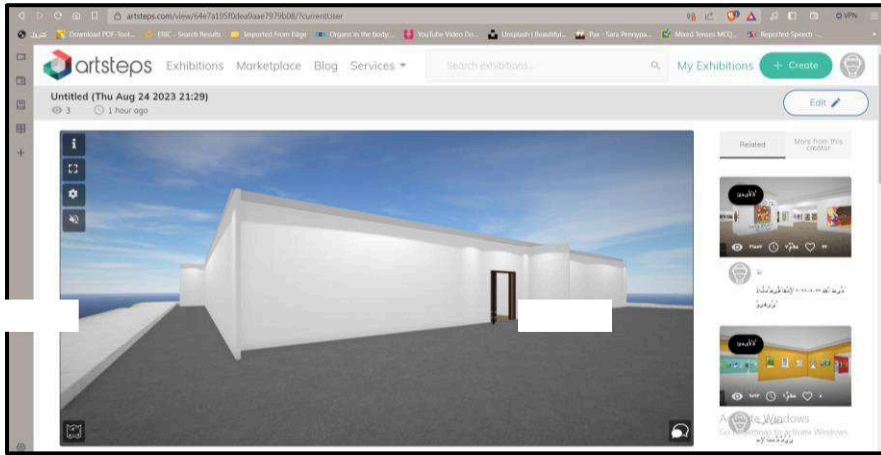 artsteps.com/view/64e7a195f0dea9aae7979b08/?currentUser
VPN
Download PDF-Tool...
ERIC - Search Results
Imported From Edge
Organs in the body:...
YouTube Video Do...
Unsplash | Beautiful...
Pixe - Sara Pennypa...
Mixed Tenses MCQ...
Reported Speech -...
artsteps
Exhibitions
Marketplace
Blog
Services
Search exhibitions...
My Exhibitions
+ Create
Untitled (Thu Aug 24 2023 21:29)
3
1 hour ago
Edit
Related
More from this creator
Activate Windows
Go to Settings to activate Windows.